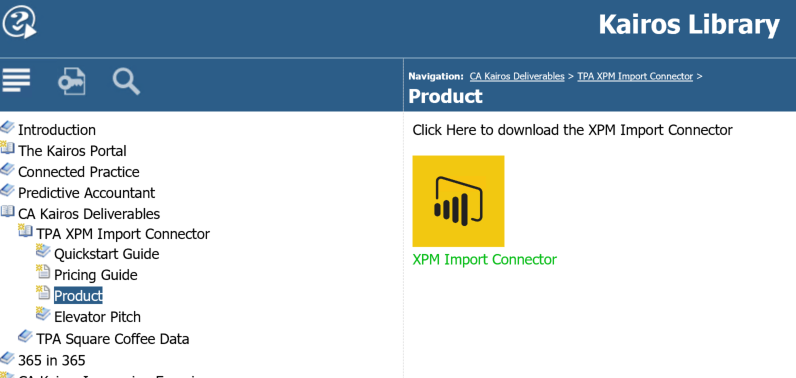 Kairos Library
Navigation: CA Kairos Deliverables > TPA XPM Import Connector >
Product
Introduction
The Kairos Portal
Connected Practice
Predictive Accountant
CA Kairos Deliverables
TPA XPM Import Connector
Quickstart Guide
Pricing Guide
Product
Elevator Pitch
TPA Square Coffee Data
365 in 365
Click Here to download the XPM Import Connector
XPM Import Connector